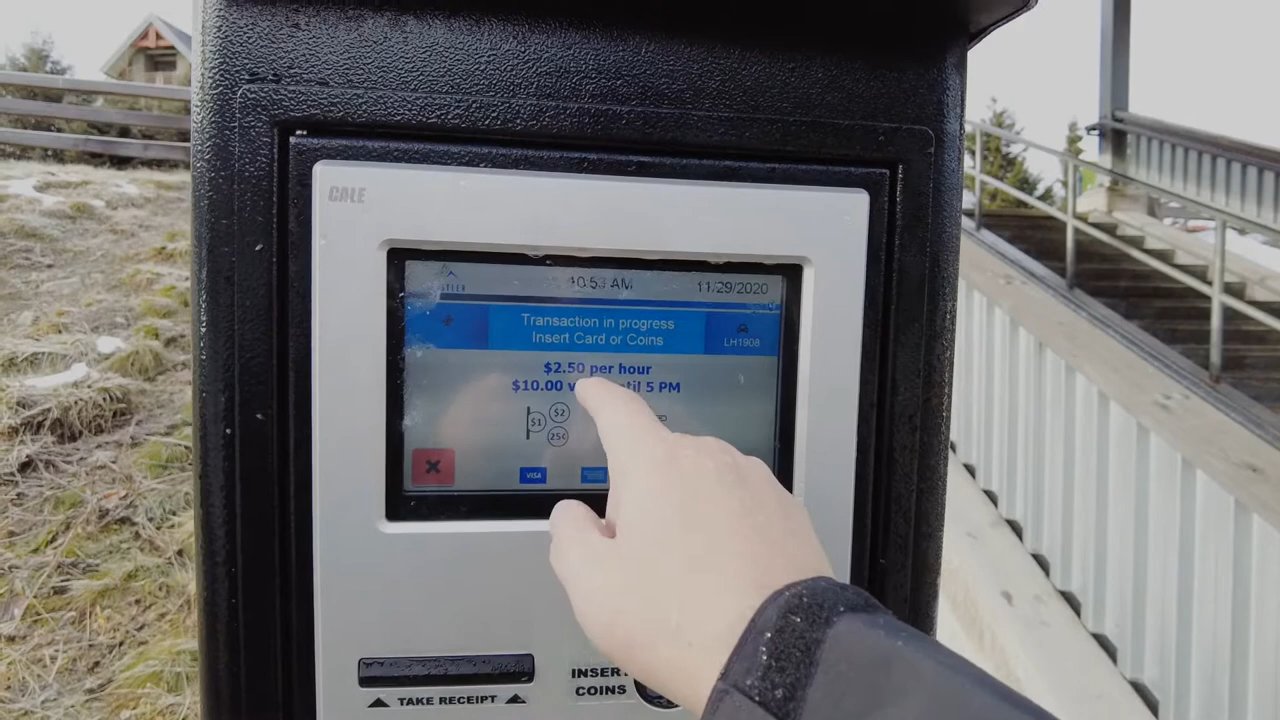 CALE
10:53 AM
11/29/2020
Transaction in progress
Insert Card or Coins
LH1908
$2.50 per hour
$10.00 until 5 PM
$2
$1
25¢
VISA
TAKE RECEIPT
INSERT
COINS